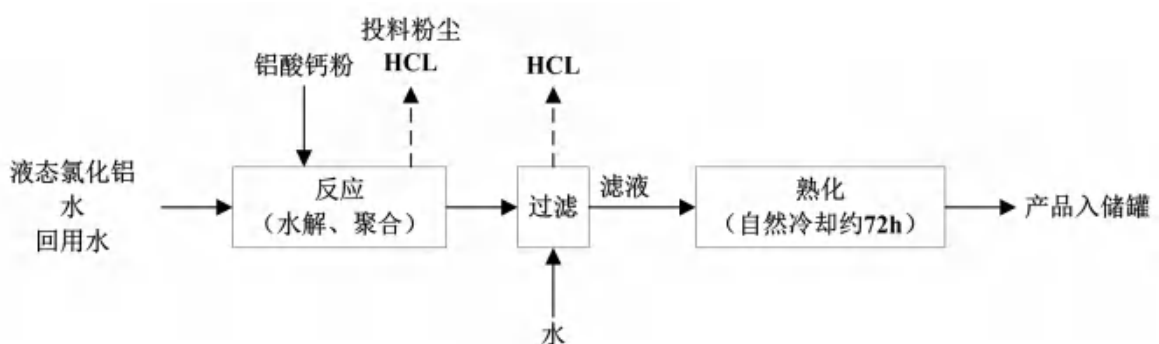 投料粉尘
HCL
铝酸钙粉
HCL
液态氯化铝
水
回用水
反应
（水解、聚合）
过滤
滤液
熟化
（自然冷却约72h）
产品入储罐
水